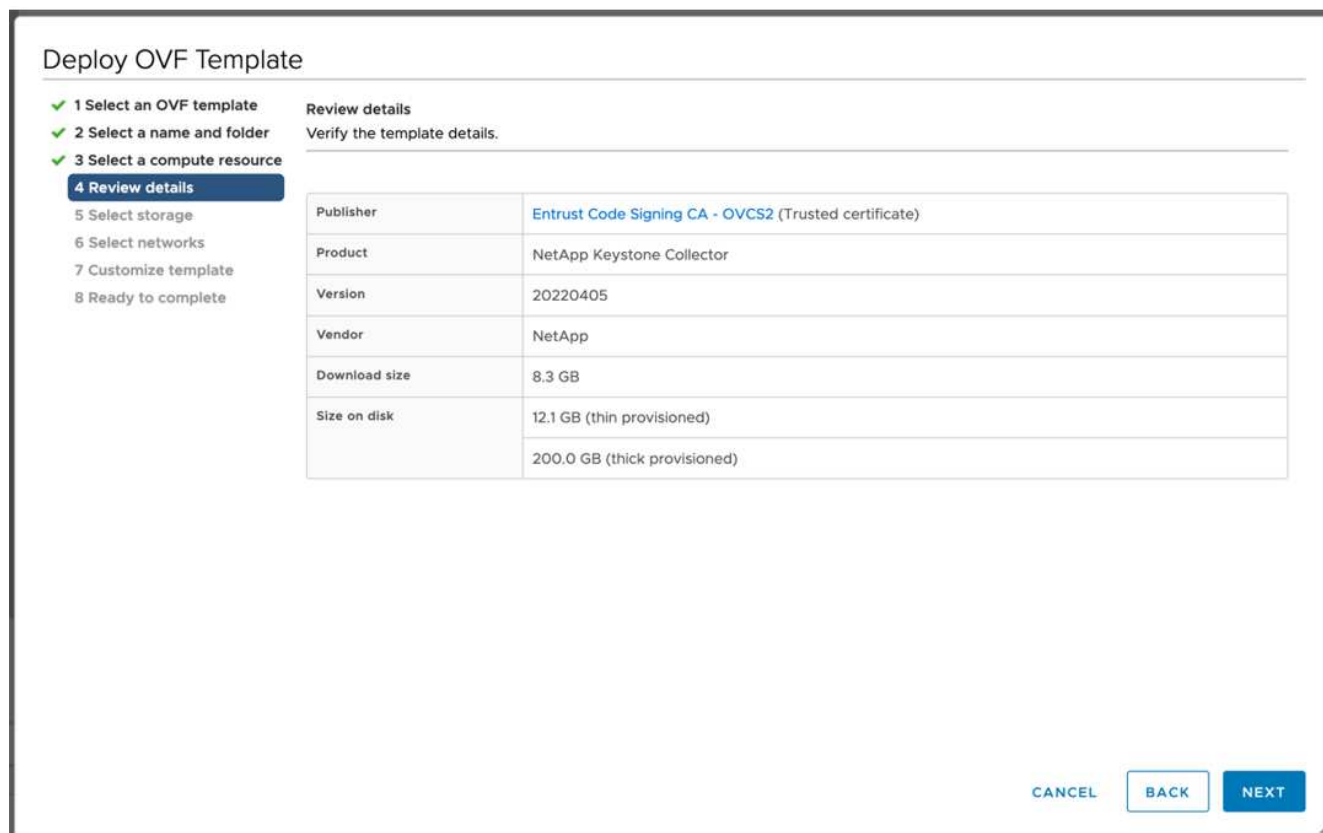 Deploy OVF Template
1 Select an OVF template
2 Select a name and folder
3 Select a compute resource
4 Review details
5 Select storage
6 Select networks
7 Customize template
8 Ready to complete
Review details
Verify the template details.
Publisher Entrust Code Signing CA - OVCS2 (Trusted certificate)
Product NetApp Keystone Collector
Version 20220405
Vendor NetApp
Download size 8.3 GB
Size on disk 12.1 GB (thin provisioned)
200.0 GB (thick provisioned)
CANCEL BACK NEXT